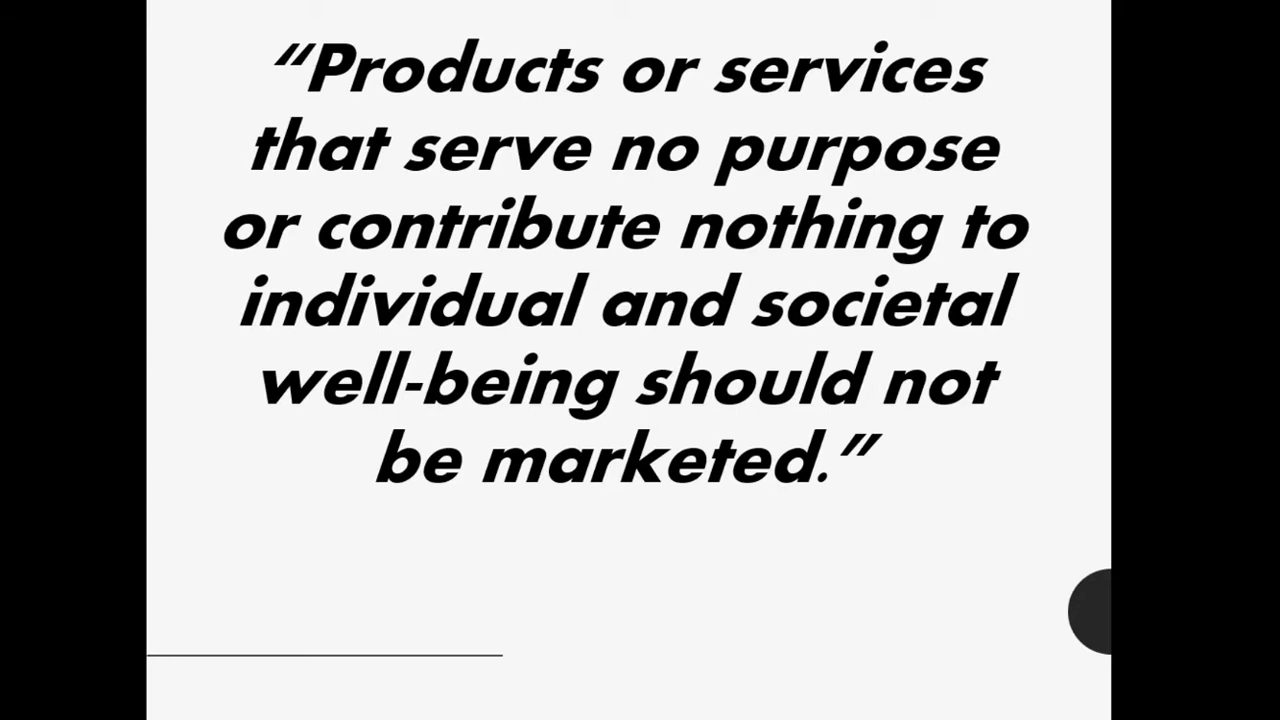 “Products or services
that serve no purpose
or contribute nothing to
individual and societal
well-being should not
be marketed.”